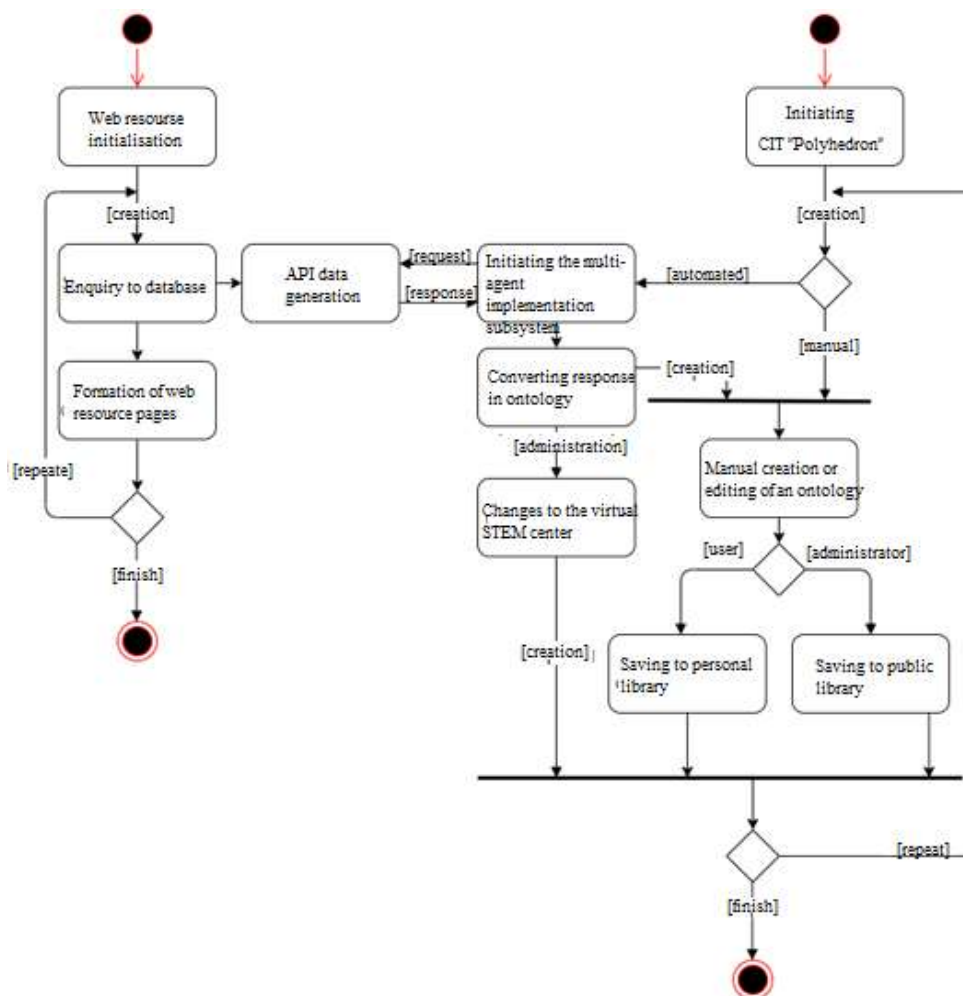 Web resourse
initialisation
[creation]
Enquiry to database
Formation of web
resource pages
[repeate]
[finish]
API data
generation
[request]
[response]
Initiating the multi-
agent
implementation
subsystem
Converting response
in ontology
[creation]
[administration]
Changes to the virtual
STEM center
[creation]
Initiating
CIT "Polyhedron"
[creation]
[automated]
[manual]
Manual creation or
editing of an ontology
[user]
[administrator]
Saving to personal
library
Saving to public
library
[repeat]
[finish]